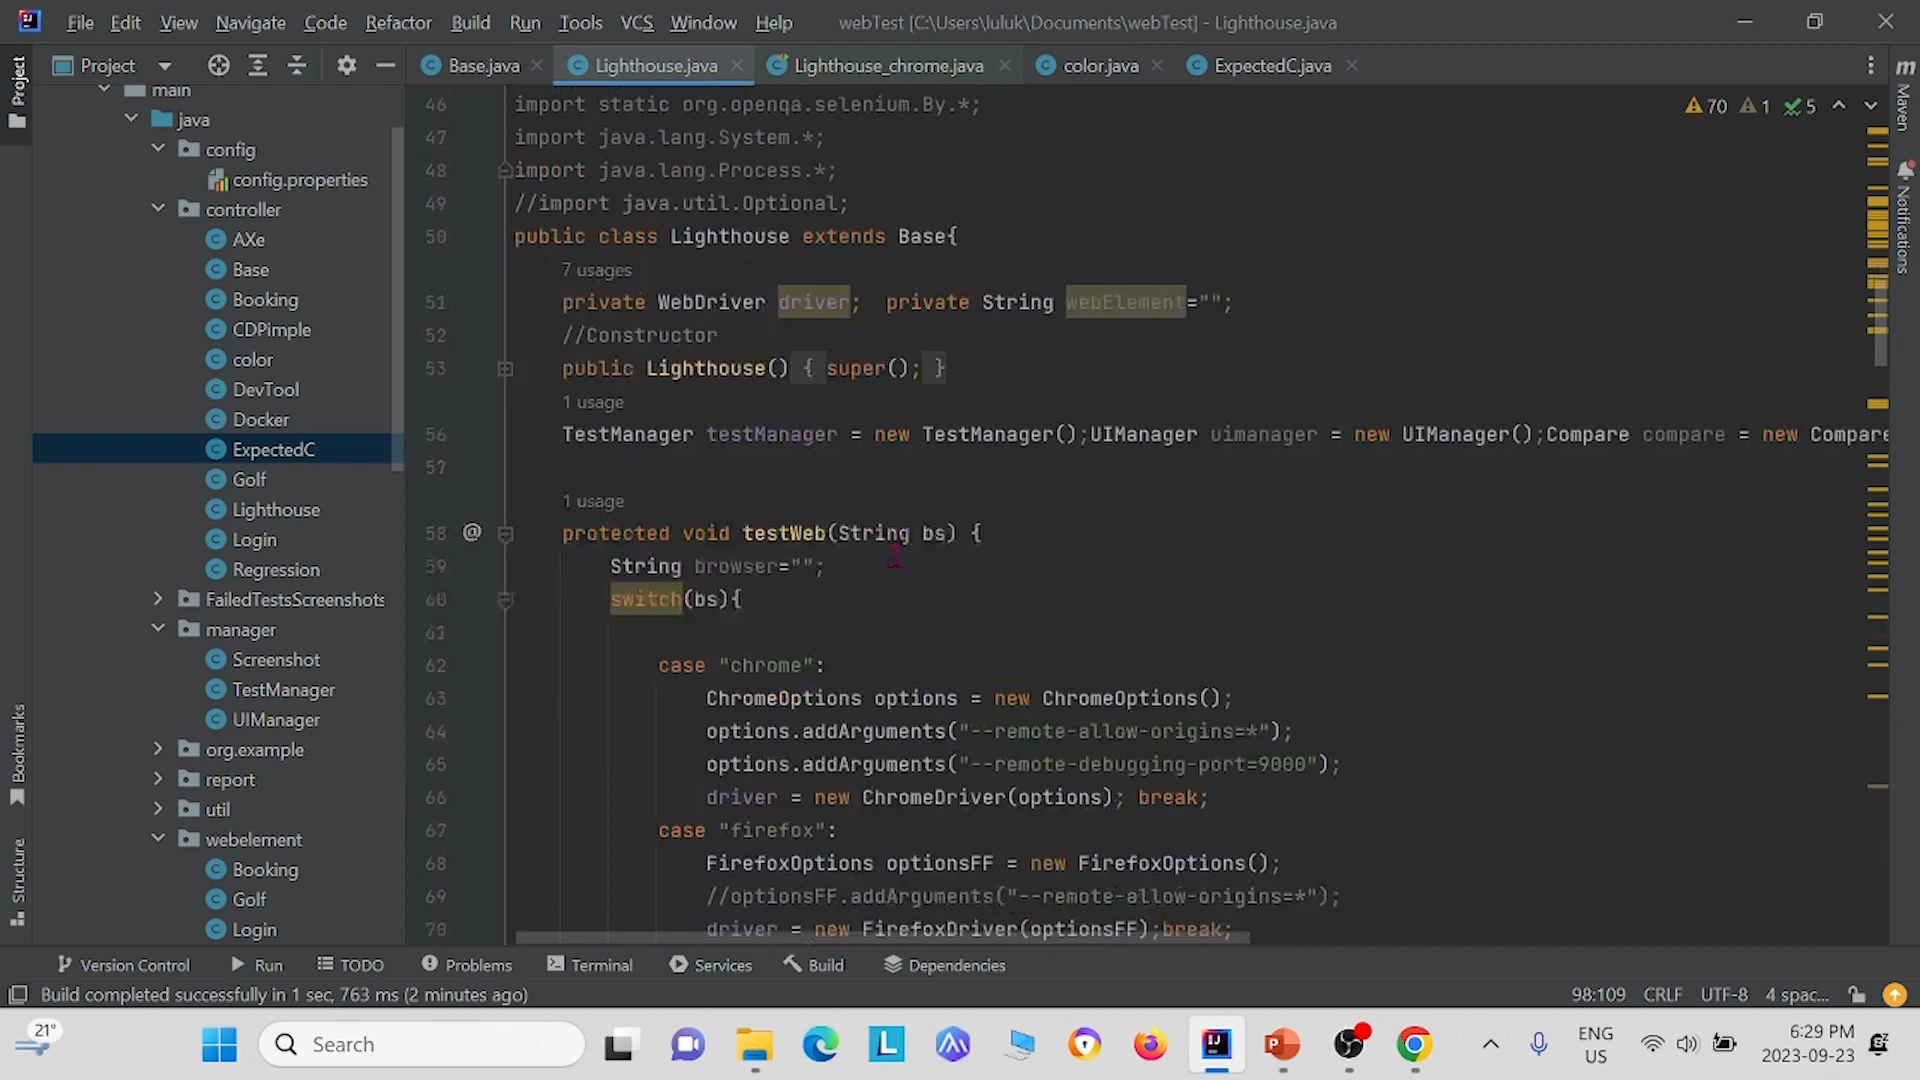 File Edit View Navigate Code Refactor Build Run Tools VCS Window Help webTest [C:\Users\luluk\Documents\webTest] - Lighthouse.java
Project
Base.java
Lighthouse.java
Lighthouse_chrome.java
color.java
ExpectedC.java
Project
Bookmarks
Structure
main
java
config
config.properties
controller
AXe
Base
Booking
CDPimple
color
DevTool
Docker
ExpectedC
Golf
Lighthouse
Login
Regression
FailedTestsScreenshots
manager
Screenshot
TestManager
UIManager
org.example
report
util
webelement
Booking
Golf
Login
70 1 5
46 import static org.openqa.selenium.By.*;
47 import java.lang.System.*;
48 import java.lang.Process.*;
49 //import java.util.Optional;
50 public class Lighthouse extends Base{
7 usages
51 private WebDriver driver; private String webElement="";
52 //Constructor
53 public Lighthouse() { super(); }
1 usage
56 TestManager testManager = new TestManager();UIManager uimanager = new UIManager();Compare compare = new Compare
57
1 usage
58 @ protected void testWeb(String bs) {
59 String browser="";
60 switch(bs){
61
62 case "chrome":
63 ChromeOptions options = new ChromeOptions();
64 options.addArguments("--remote-allow-origins=*");
65 options.addArguments("--remote-debugging-port=9000");
66 driver = new ChromeDriver(options); break;
67 case "firefox":
68 FirefoxOptions optionsFF = new FirefoxOptions();
69 //optionsFF.addArguments("--remote-allow-origins=*");
70 driver = new FirefoxDriver(optionsFF);break;
m
Maven
Notifications
Version Control Run TODO Problems Terminal Services Build Dependencies
Build completed successfully in 1 sec, 763 ms (2 minutes ago)
98:109 CRLF UTF-8 4 spac...
21°
Search
L
P
ENG
US
6:29 PM
2023-09-23